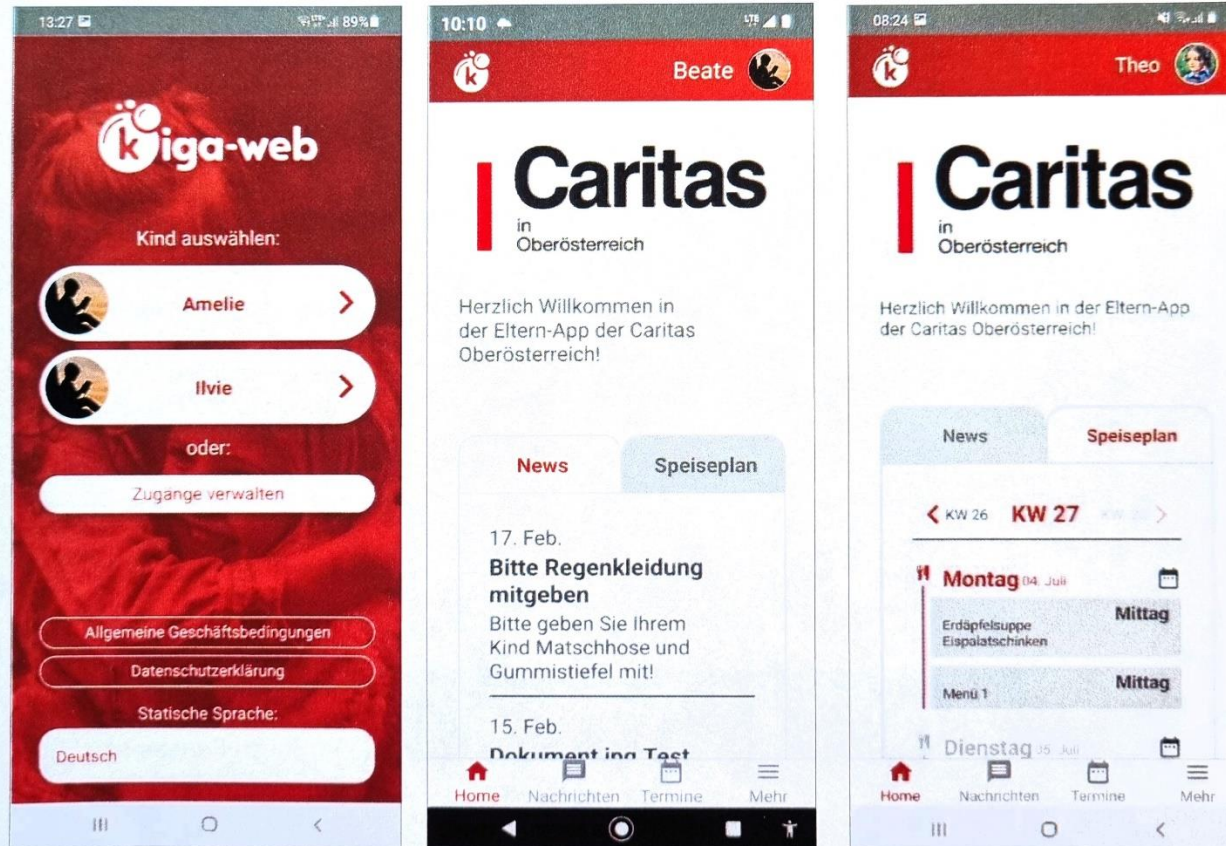 13:27
89%
kiga-web
Kind auswählen:
Amelie
Ilvie
oder:
Zugänge verwalten
Allgemeine Geschäftsbedingungen
Datenschutzerklärung
Statische Sprache:
Deutsch
10:10
LTE
k
Beate
Caritas
in
Oberösterreich
Herzlich Willkommen in
der Eltern-App der Caritas
Oberösterreich!
News
Speiseplan
17. Feb.
Bitte Regenkleidung
mitgeben
Bitte geben Sie Ihrem
Kind Matschhose und
Gummistiefel mit!
15. Feb.
Dokument ing Test
Home
Nachrichten
Termine
Mehr
08:24
k
Theo
Caritas
in
Oberösterreich
Herzlich Willkommen in der Eltern-App
der Caritas Oberösterreich!
News
Speiseplan
KW 26
KW 27
Montag 04. Juli
Mittag
Erdäpfelsuppe
Eispalatschinken
Mittag
Menü 1
Dienstag 05. Juli
Home
Nachrichten
Termine
Mehr